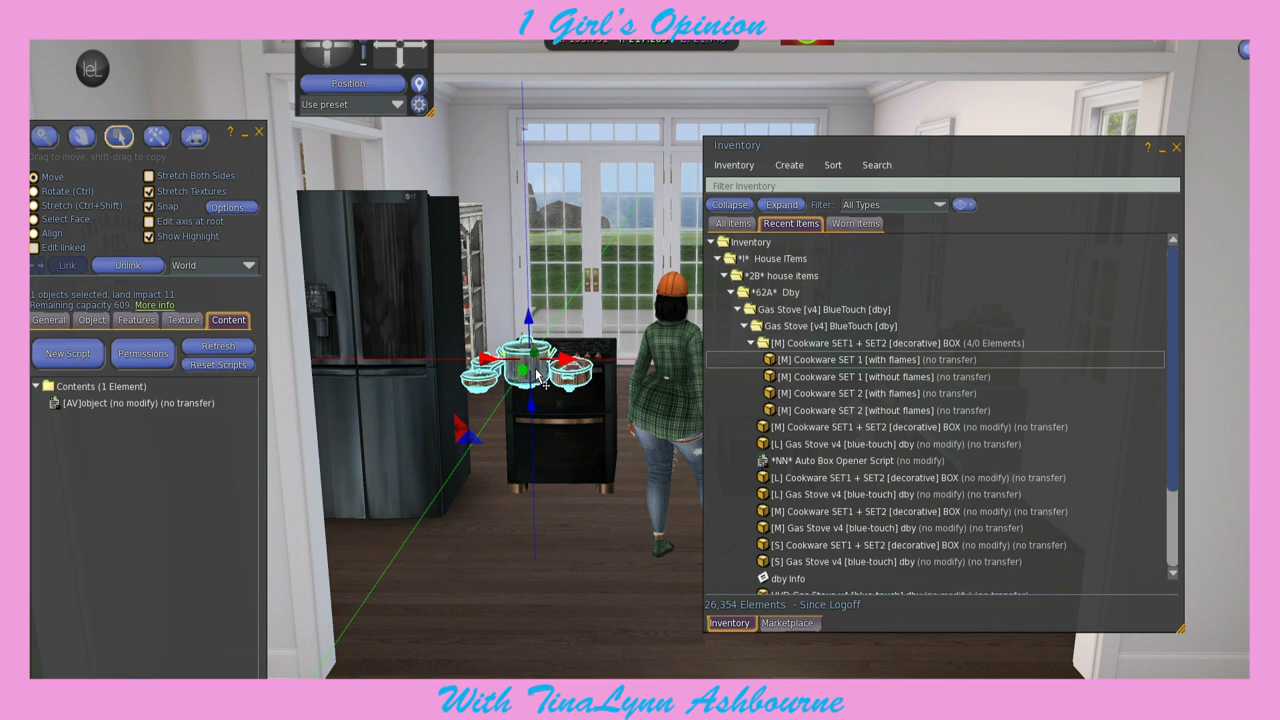 1 Girl's Opinion
leL
Position...
Use preset
? _ ×
Drag to move, shift-drag to copy
Move
Rotate (Ctrl)
Stretch (Ctrl+Shift)
Select Face
Align
Edit linked
Stretch Both Sides
Stretch Textures
Snap
Options...
Edit axis at root
Show Highlight
Link
Unlink
World
1 objects selected, land impact 11
Remaining capacity 609. More info
General
Object
Features
Texture
Content
New Script
Permissions
Refresh
Reset Scripts
Contents (1 Element)
[AV]object (no modify) (no transfer)
Inventory
? _ ×
Inventory Create Sort Search
Filter Inventory
Collapse Expand Filter: All Types
All Items Recent Items Worn Items
Inventory
*!* House ITems
*2B* house items
*62A* Dby
Gas Stove [v4] BlueTouch [dby]
Gas Stove [v4] BlueTouch [dby]
[M] Cookware SET1 + SET2 [decorative] BOX (4/0 Elements)
[M] Cookware SET 1 [with flames] (no transfer)
[M] Cookware SET 1 [without flames] (no transfer)
[M] Cookware SET 2 [with flames] (no transfer)
[M] Cookware SET 2 [without flames] (no transfer)
[M] Cookware SET1 + SET2 [decorative] BOX (no modify) (no transfer)
[L] Gas Stove v4 [blue-touch] dby (no modify) (no transfer)
*NN* Auto Box Opener Script (no modify)
[L] Cookware SET1 + SET2 [decorative] BOX (no modify) (no transfer)
[L] Gas Stove v4 [blue-touch] dby (no modify) (no transfer)
[M] Cookware SET1 + SET2 [decorative] BOX (no modify) (no transfer)
[M] Gas Stove v4 [blue-touch] dby (no modify) (no transfer)
[S] Cookware SET1 + SET2 [decorative] BOX (no modify) (no transfer)
[S] Gas Stove v4 [blue-touch] dby (no modify) (no transfer)
dby Info
26,354 Elements - Since Logoff
Inventory Marketplace
With TinaLynn Ashbourne